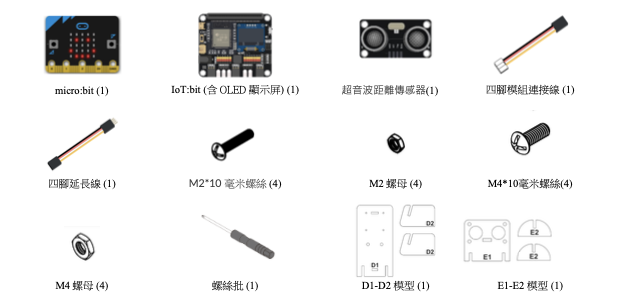 micro:bit (1)
IoT:bit (含 OLED 顯示屏) (1)
超音波距離傳感器(1)
四腳模組連接線 (1)
四腳延長線 (1)
M2*10 毫米螺絲 (4)
M2 螺母 (4)
M4*10毫米螺絲(4)
D2
D2
D1
E1
E2
E2
M4 螺母 (4)
螺絲批 (1)
D1-D2 模型 (1)
E1-E2 模型 (1)